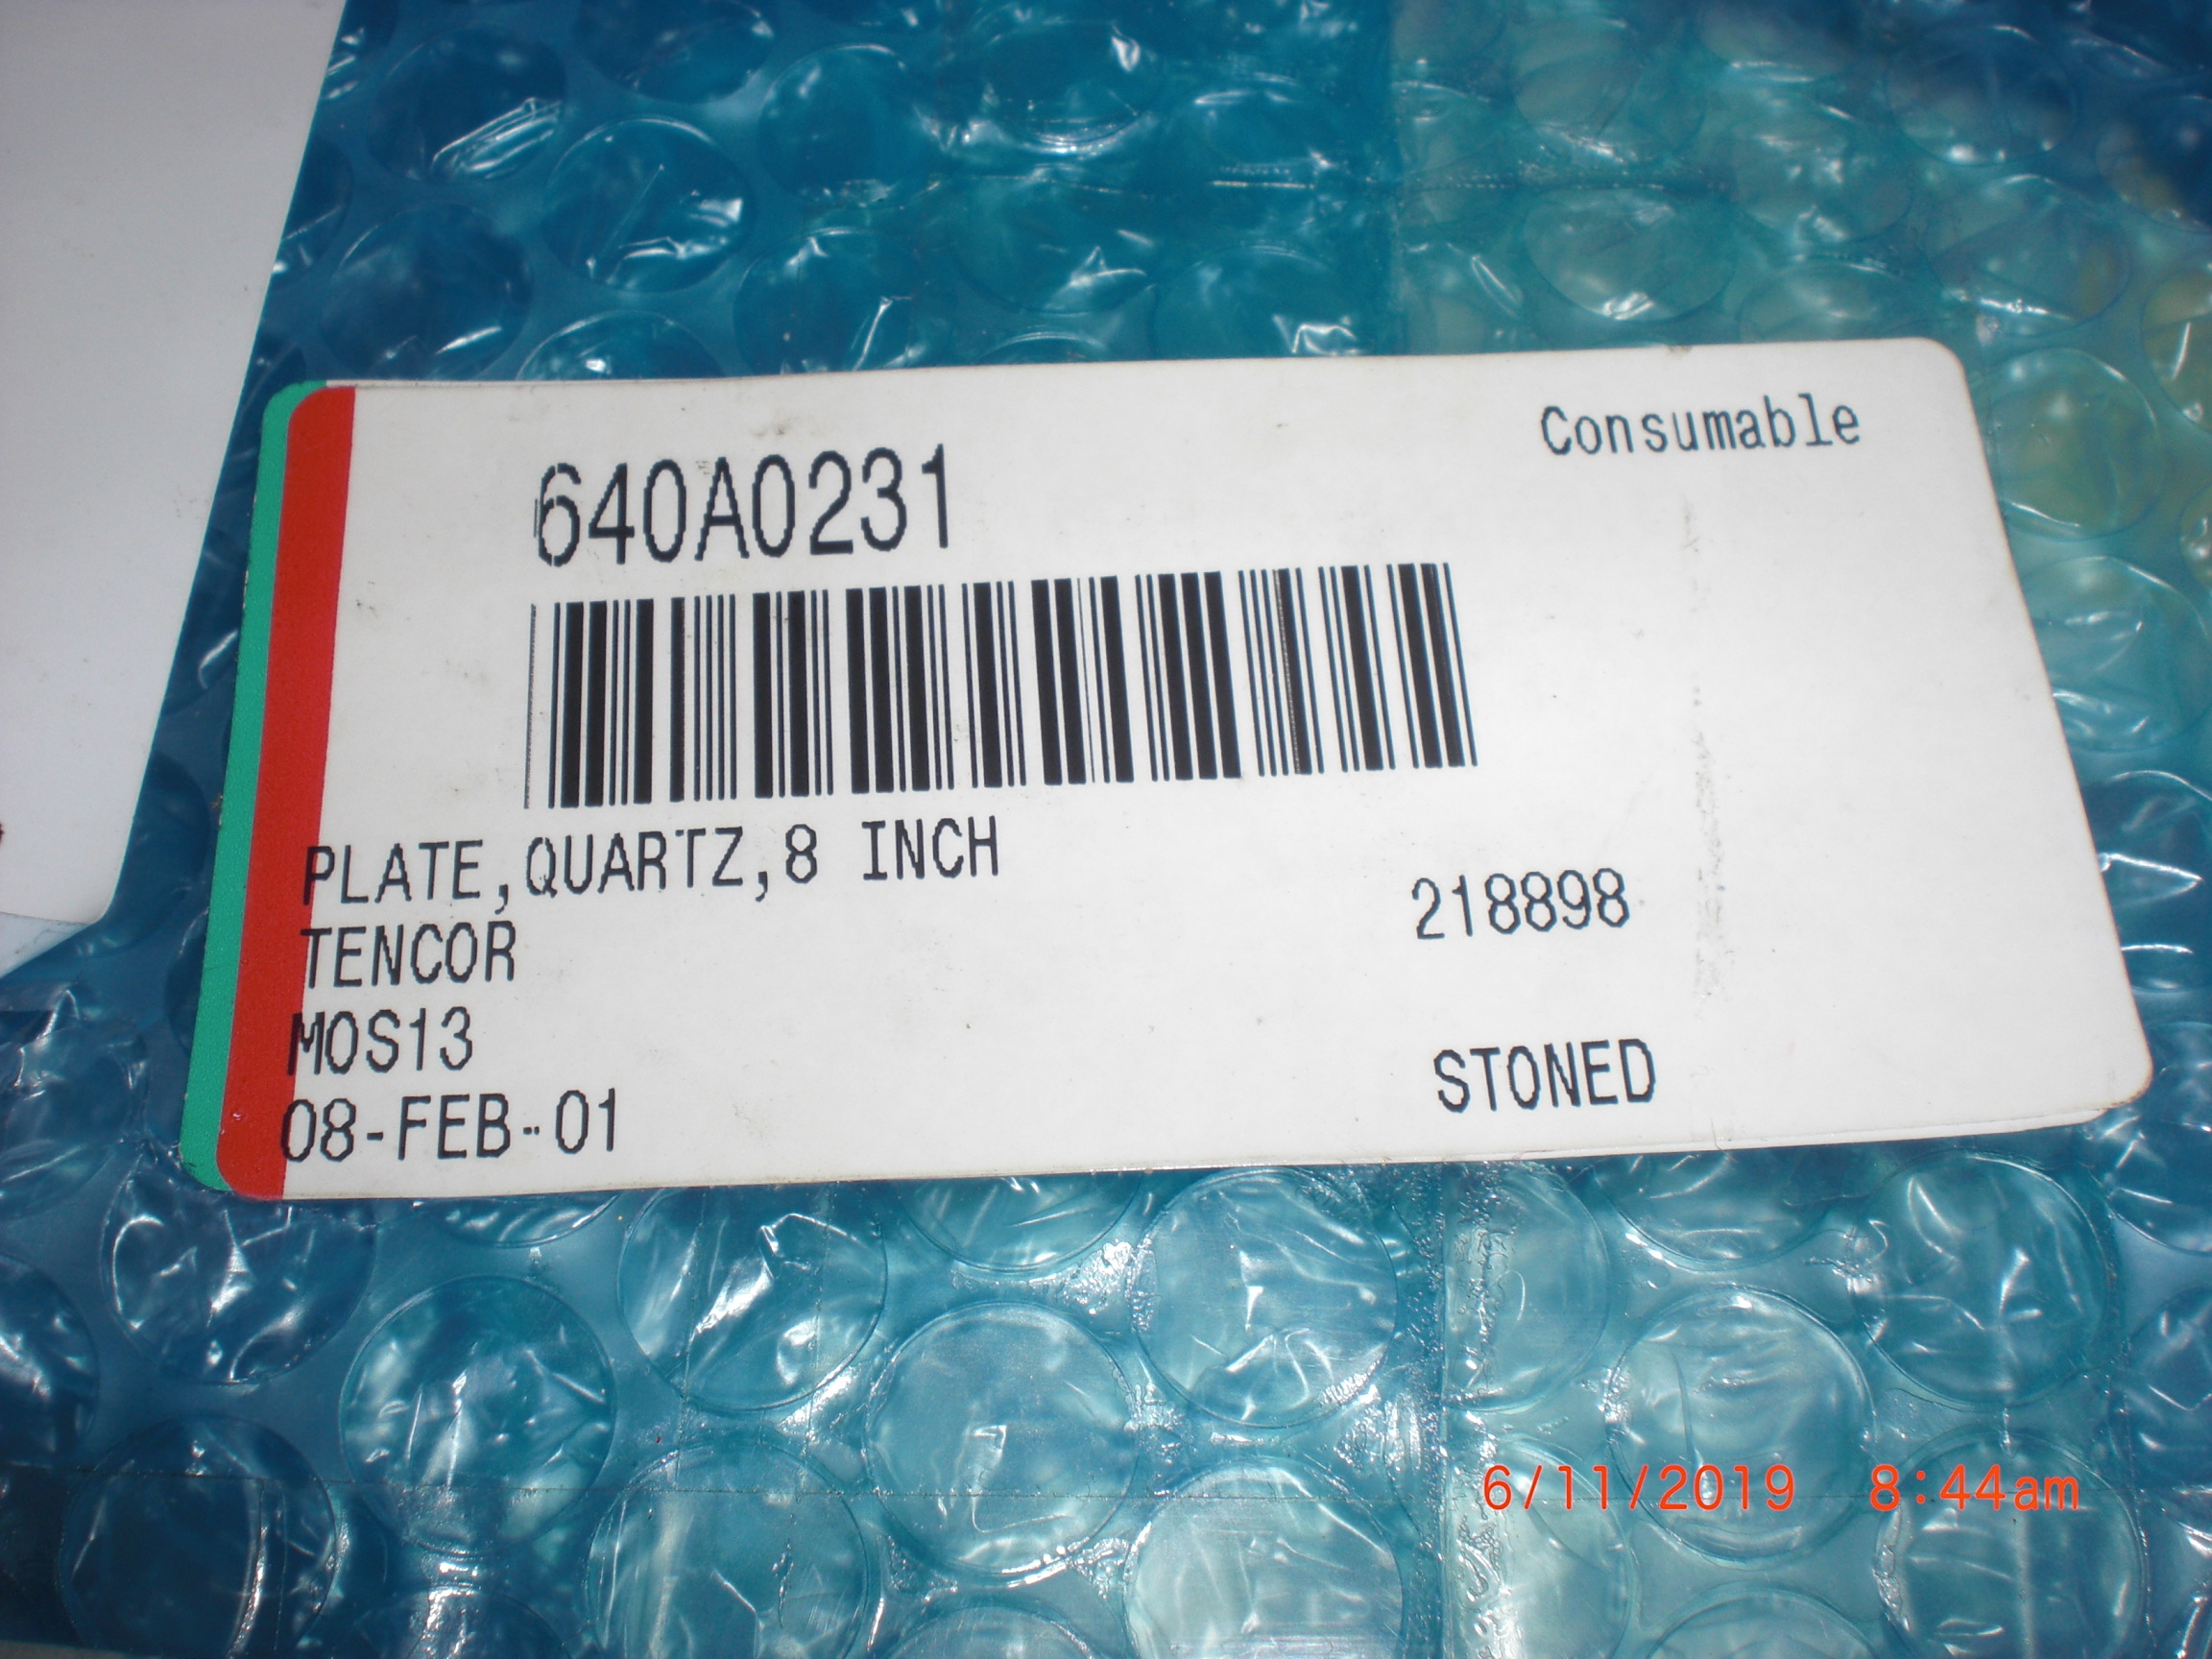 Consumable
640A0231
PLATE,QUARTZ,8 INCH
TENCOR
218898
MOS13
STONED
08-FEB-01
6/11/2019 8:44am